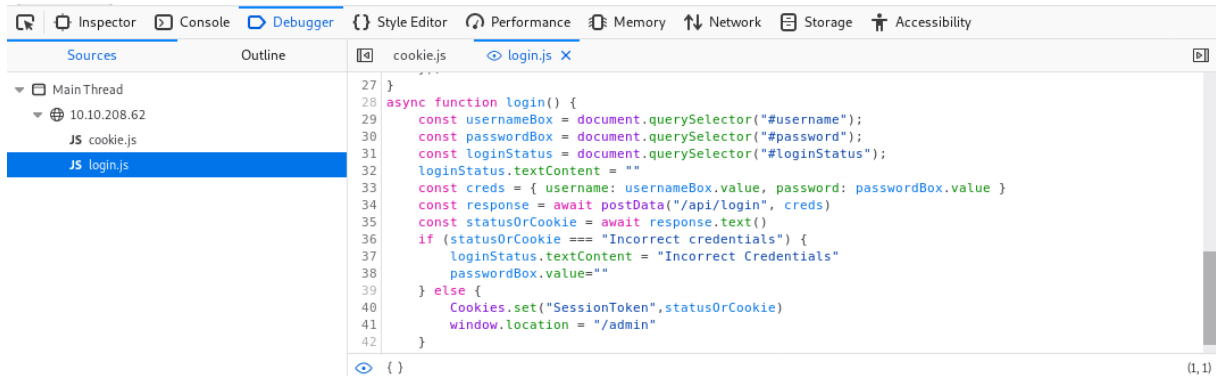 Inspector Console Debugger Style Editor Performance Memory Network Storage Accessibility
Sources Outline cookie.js login.js
Main Thread
10.10.208.62
JS cookie.js
JS login.js
27 }
28 async function login() {
29     const usernameBox = document.querySelector("#username");
30     const passwordBox = document.querySelector("#password");
31     const loginStatus = document.querySelector("#loginStatus");
32     loginStatus.textContent = ""
33     const creds = { username: usernameBox.value, password: passwordBox.value }
34     const response = await postData("/api/login", creds)
35     const statusOrCookie = await response.text()
36     if (statusOrCookie === "Incorrect credentials") {
37         loginStatus.textContent = "Incorrect Credentials"
38         passwordBox.value=""
39     } else {
40         Cookies.set("SessionToken",statusOrCookie)
41         window.location = "/admin"
42     }
{ } (1, 1)